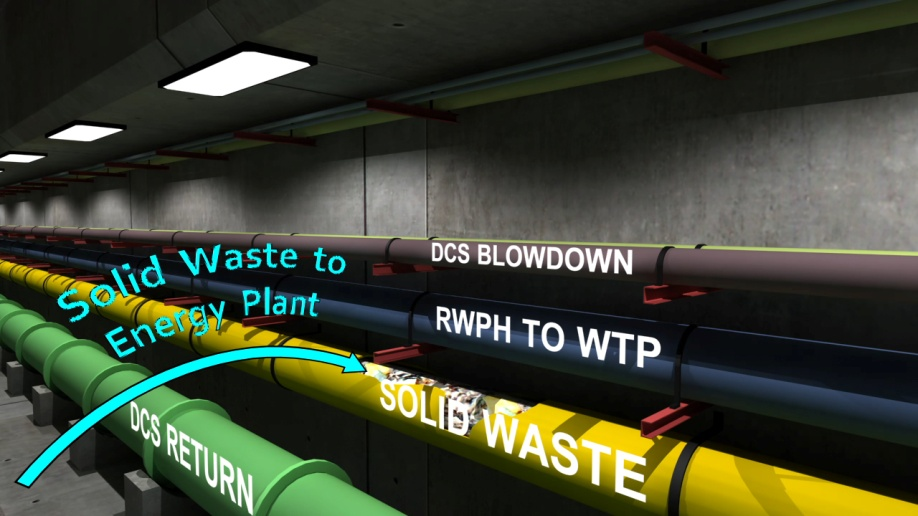 Solid Waste to
Energy Plant
DCS BLOWDOWN
RWPH TO WTP
SOLID WASTE
DCS RETURN